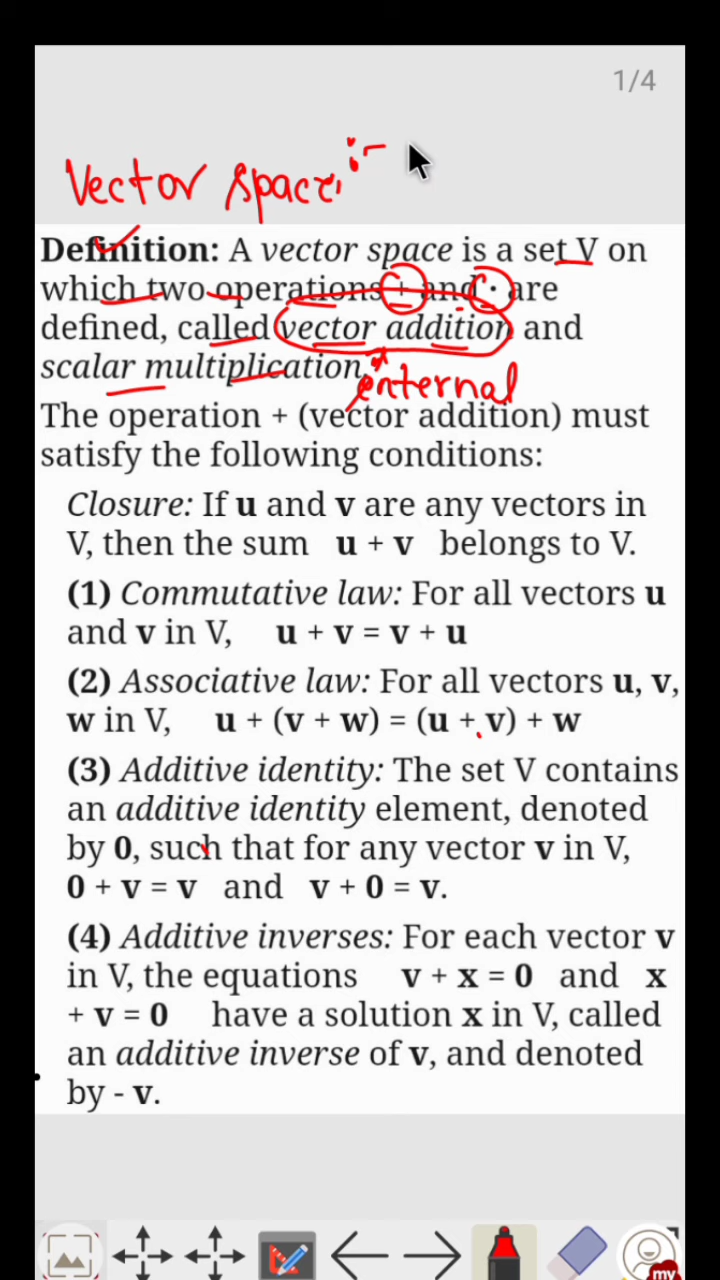 1/4
Vector space:-
Definition: A vector space is a set V on
which two operations + and · are
defined, called vector addition and
scalar multiplication.
enternal
The operation + (vector addition) must
satisfy the following conditions:
Closure: If u and v are any vectors in
V, then the sum u + v belongs to V.
(1) Commutative law: For all vectors u
and v in V, u + v = v + u
(2) Associative law: For all vectors u, v,
w in V, u + (v + w) = (u + v) + w
(3) Additive identity: The set V contains
an additive identity element, denoted
by 0, such that for any vector v in V,
0 + v = v and v + 0 = v.
(4) Additive inverses: For each vector v
in V, the equations v + x = 0 and x
+ v = 0 have a solution x in V, called
an additive inverse of v, and denoted
by - v.
my